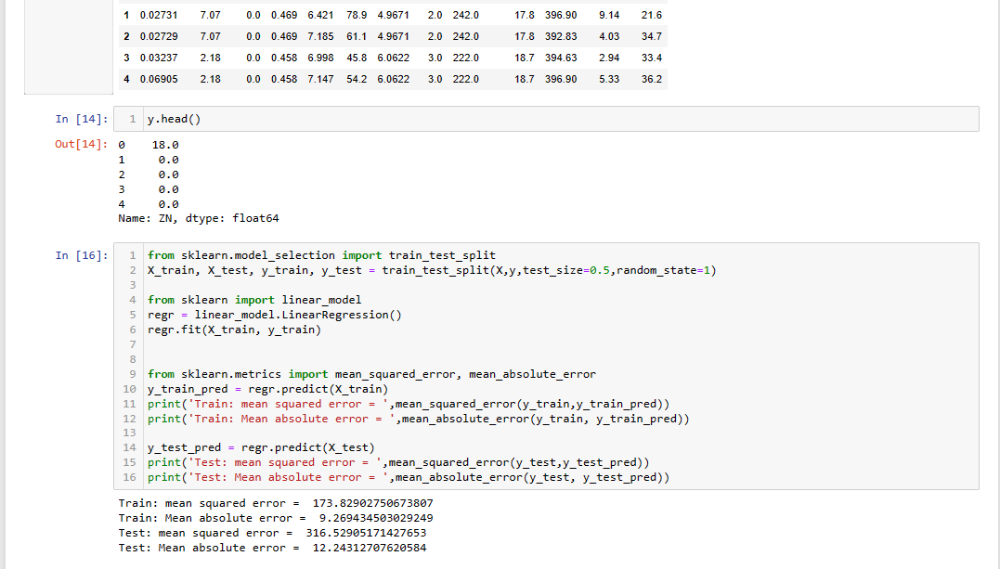 1 0.02731 7.07 0.0 0.469 6.421 78.9 4.9671 2.0 242.0 17.8 396.90 9.14 21.6
2 0.02729 7.07 0.0 0.469 7.185 61.1 4.9671 2.0 242.0 17.8 392.83 4.03 34.7
3 0.03237 2.18 0.0 0.458 6.998 45.8 6.0622 3.0 222.0 18.7 394.63 2.94 33.4
4 0.06905 2.18 0.0 0.458 7.147 54.2 6.0622 3.0 222.0 18.7 396.90 5.33 36.2
In [14]: 1 y.head()
Out[14]: 0 18.0
1 0.0
2 0.0
3 0.0
4 0.0
Name: ZN, dtype: float64
In [16]: 1 from sklearn.model_selection import train_test_split
2 X_train, X_test, y_train, y_test = train_test_split(X,y,test_size=0.5,random_state=1)
3
4 from sklearn import linear_model
5 regr = linear_model.LinearRegression()
6 regr.fit(X_train, y_train)
7
8
9 from sklearn.metrics import mean_squared_error, mean_absolute_error
10 y_train_pred = regr.predict(X_train)
11 print('Train: mean squared error = ',mean_squared_error(y_train,y_train_pred))
12 print('Train: Mean absolute error = ',mean_absolute_error(y_train, y_train_pred))
13
14 y_test_pred = regr.predict(X_test)
15 print('Test: mean squared error = ',mean_squared_error(y_test,y_test_pred))
16 print('Test: Mean absolute error = ',mean_absolute_error(y_test, y_test_pred))
Train: mean squared error =  173.82902750673807
Train: Mean absolute error =  9.269434503029249
Test: mean squared error =  316.52905171427653
Test: Mean absolute error =  12.24312707620584